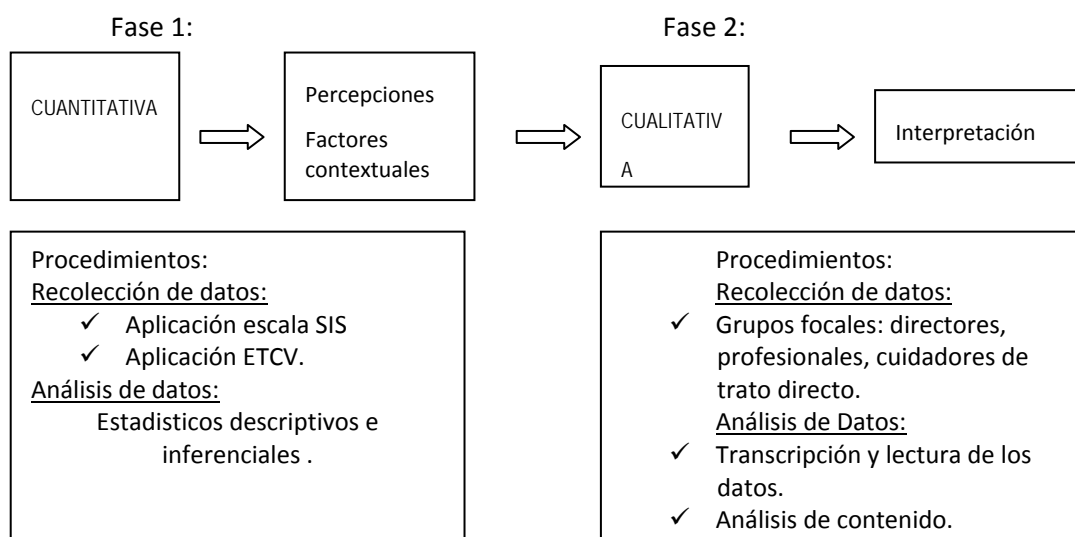 Fase 1:
Fase 2:
CUANTITATIVA
Percepciones
Factores
contextuales
CUALITATIV
A
Interpretación
Procedimientos:
Recolección de datos:
✓ Aplicación escala SIS
✓ Aplicación ETCV.
Análisis de datos:
Estadisticos descriptivos e
inferenciales .
Procedimientos:
Recolección de datos:
✓ Grupos focales: directores,
profesionales, cuidadores de
trato directo.
Análisis de Datos:
✓ Transcripción y lectura de los
datos.
✓ Análisis de contenido.